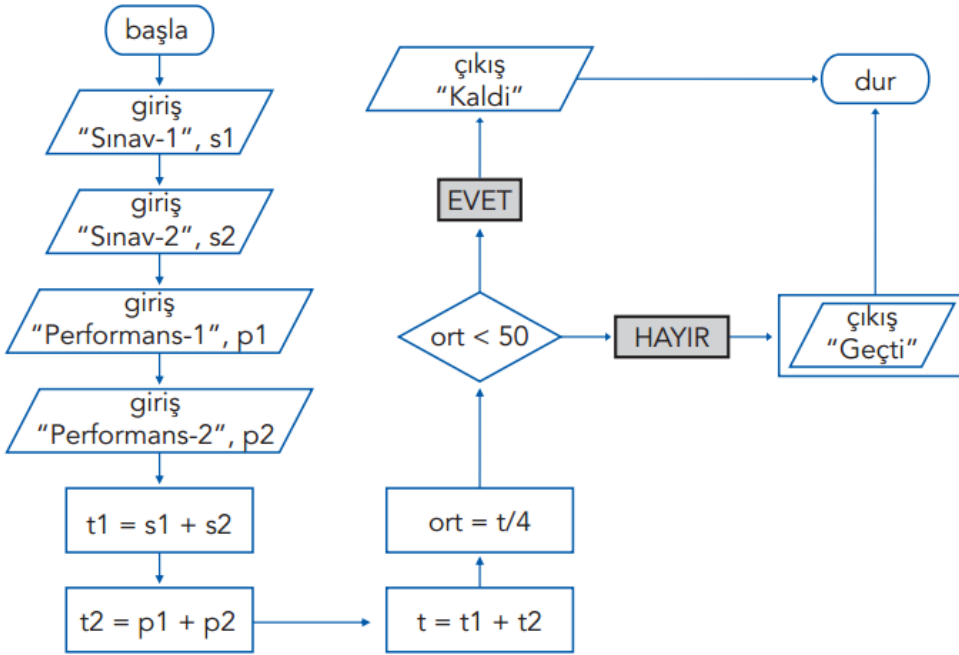 başla
giriş
“Sınav-1”, s1
giriş
“Sınav-2”, s2
giriş
“Performans-1”, p1
giriş
“Performans-2”, p2
t1 = s1 + s2
t2 = p1 + p2
t = t1 + t2
ort = t/4
ort < 50
EVET
çıkış
“Kaldi”
HAYIR
çıkış
“Geçti”
dur